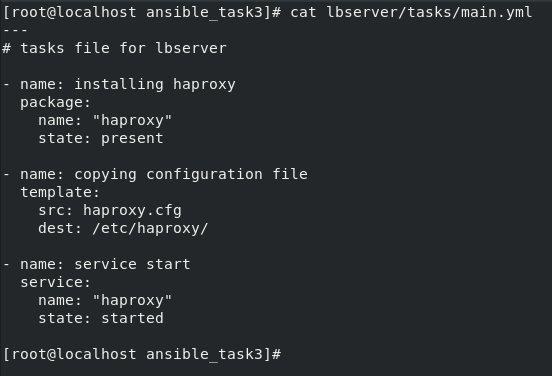 [root@localhost ansible_task3]# cat lbserver/tasks/main.yml
---
# tasks file for lbserver

- name: installing haproxy
  package:
    name: "haproxy"
    state: present

- name: copying configuration file
  template:
    src: haproxy.cfg
    dest: /etc/haproxy/

- name: service start
  service:
    name: "haproxy"
    state: started

[root@localhost ansible_task3]#